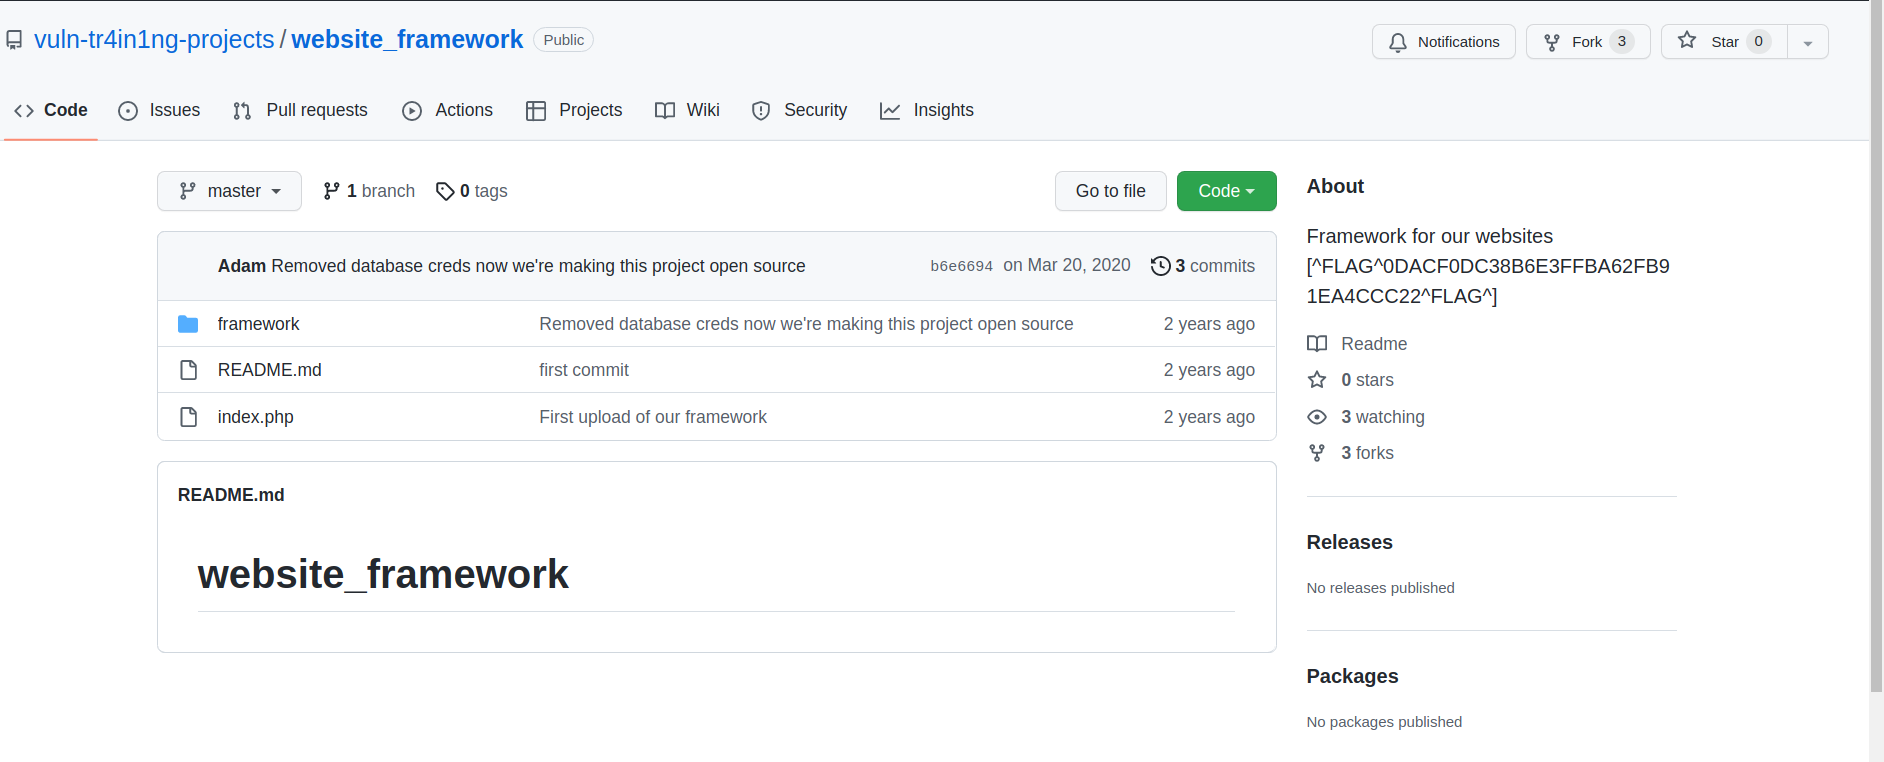 vuln-tr4in1ng-projects / website_framework Public
Notifications Fork 3 Star 0
Code Issues Pull requests Actions Projects Wiki Security Insights
master 1 branch 0 tags Go to file Code
Adam Removed database creds now we're making this project open source b6e6694 on Mar 20, 2020 3 commits
framework Removed database creds now we're making this project open source 2 years ago
README.md first commit 2 years ago
index.php First upload of our framework 2 years ago
README.md
website_framework
About
Framework for our websites
[^FLAG^0DACF0DC38B6E3FFBA62FB9
1EA4CCC22^FLAG^]
Readme
0 stars
3 watching
3 forks
Releases
No releases published
Packages
No packages published